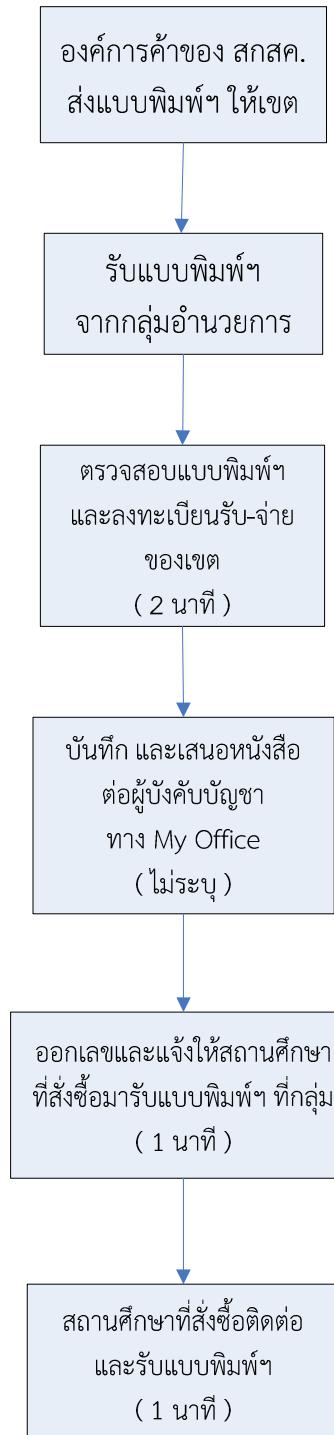 องค์การค้าของ สกสค.
ส่งแบบพิมพ์ฯ ให้เขต
รับแบบพิมพ์ฯ
จากกลุ่มอำนวยการ
ตรวจสอบแบบพิมพ์ฯ
และลงทะเบียนรับ-จ่าย
ของเขต
( 2 นาที )
บันทึก และเสนอหนังสือ
ต่อผู้บังคับบัญชา
ทาง My Office
( ไม่ระบุ )
ออกเลขและแจ้งให้สถานศึกษา
ที่สั่งซื้อมารับแบบพิมพ์ฯ ที่กลุ่ม
( 1 นาที )
สถานศึกษาที่สั่งซื้อติดต่อ
และรับแบบพิมพ์ฯ
( 1 นาที )